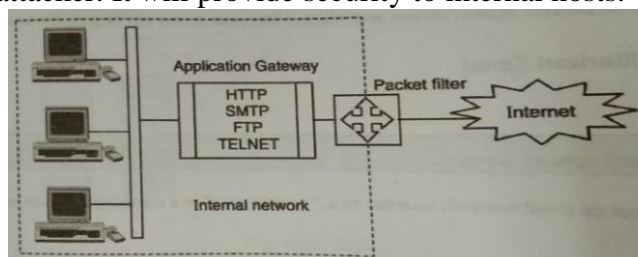 attacker. It will provide security to internal hosts.
Application Gateway
HTTP
SMTP
FTP
TELNET
Packet filter
Internet
Internal network